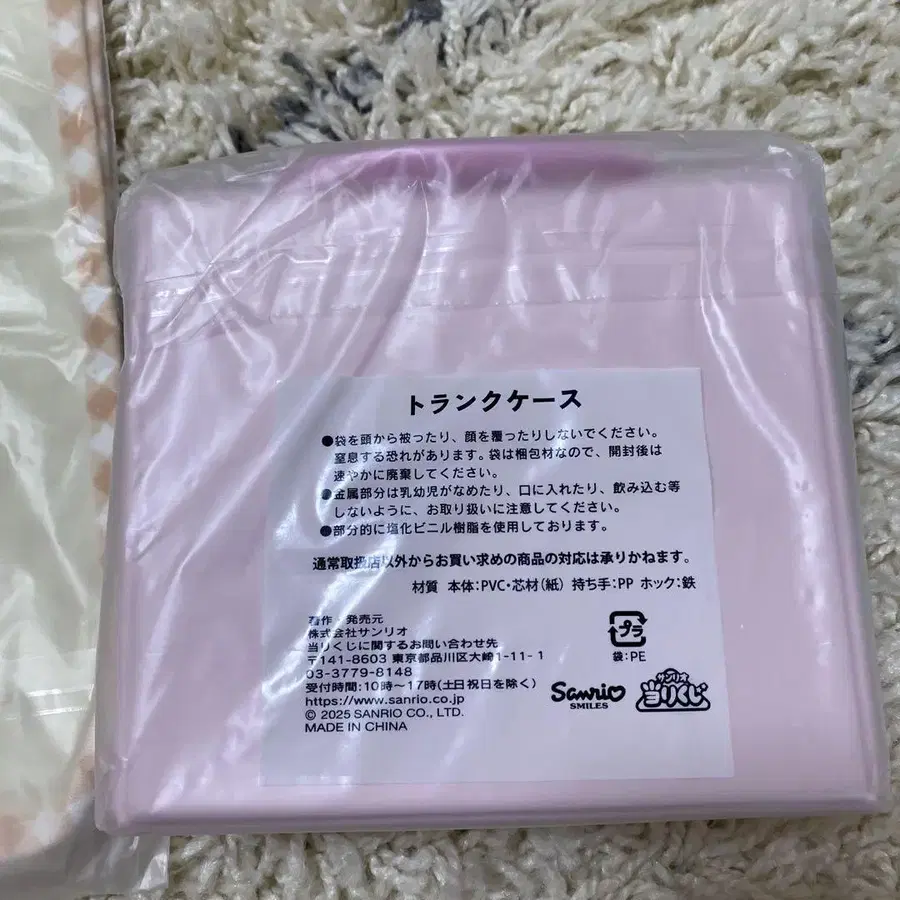 トランクケース
●袋を頭から被ったり、顔を覆ったりしないでください。
窒息する恐れがあります。袋は梱包材なので、開封後は
速やかに廃棄してください。
●金属部分は乳幼児がなめたり、口に入れたり、飲み込む等
しないように、お取り扱いに注意してください。
●部分的に塩化ビニル樹脂を使用しております。
通常取扱店以外からお買い求めの商品の対応は承りかねます。
材質 本体:PVC・芯材(紙) 持ち手:PP ホック:鉄
著作・発売元
株式会社サンリオ
当りくじに関するお問い合わせ先
〒141-8603 東京都品川区大崎1-11-1
03-3779-8148
受付時間:10時~17時(土日祝日を除く)
https://www.sanrio.co.jp
© 2025 SANRIO CO., LTD.
MADE IN CHINA
プラ
袋:PE
Sanrio
SMILES
サンリオ
当りくじ